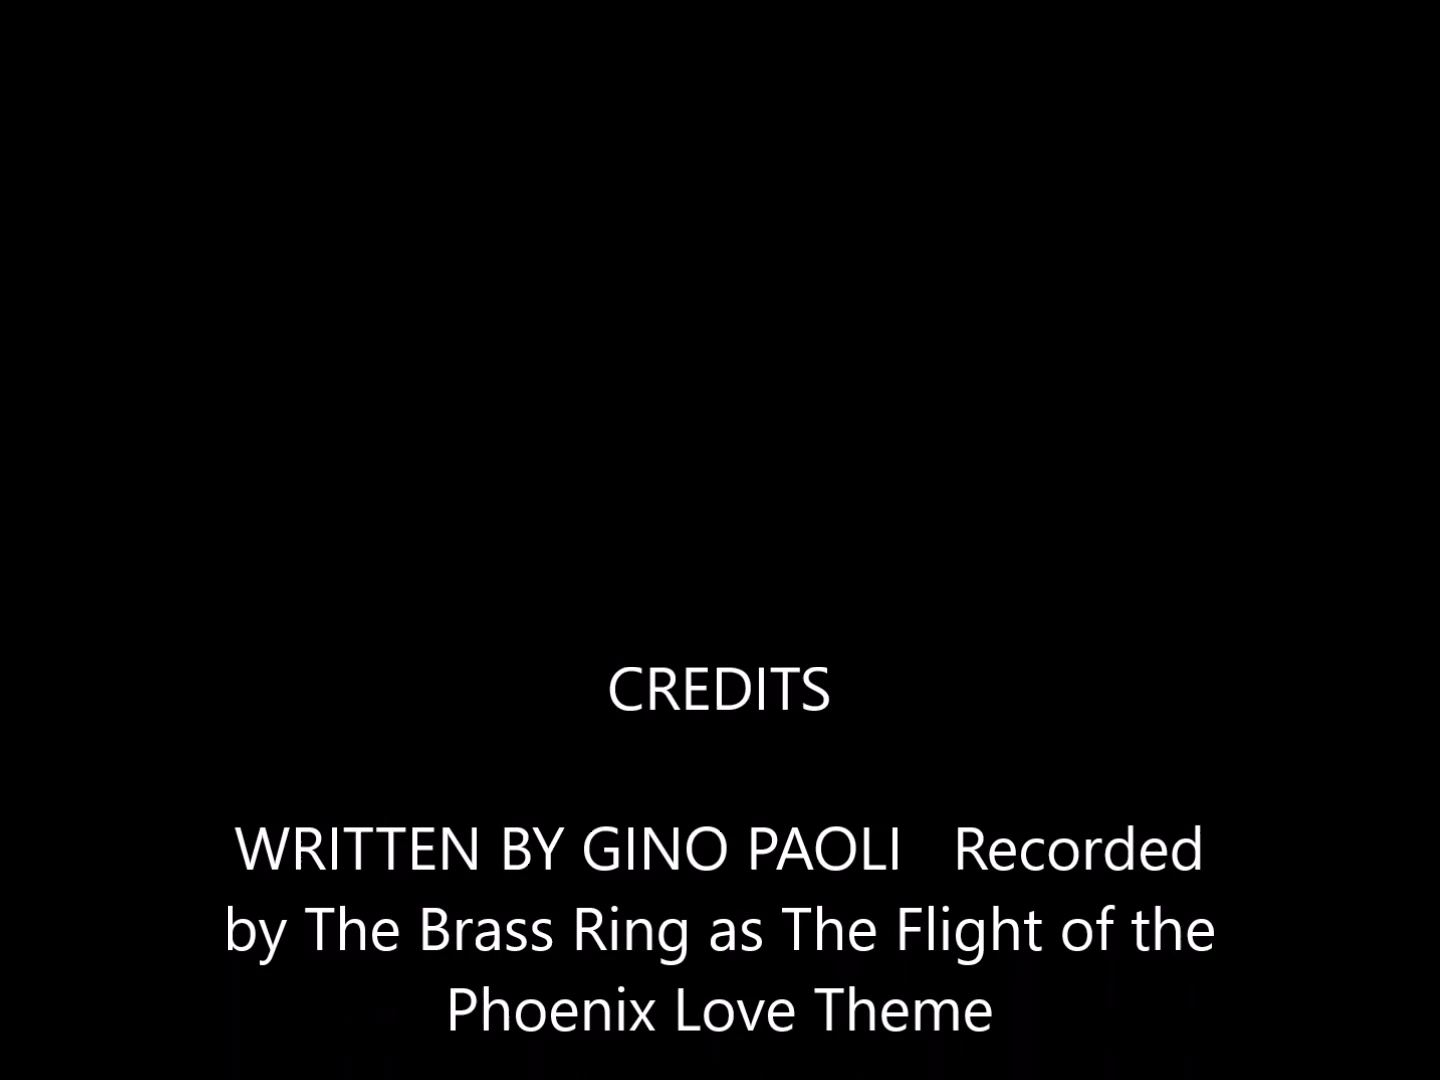 CREDITS
WRITTEN BY GINO PAOLI   Recorded
by The Brass Ring as The Flight of the
Phoenix Love Theme